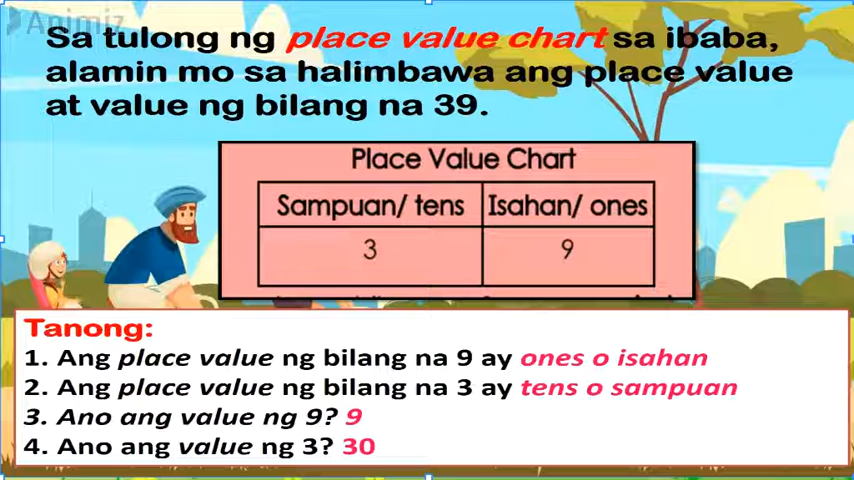 Animiz
Sa tulong ng place value chart sa ibaba,
alamin mo sa halimbawa ang place value
at value ng bilang na 39.
Place Value Chart
Sampuan/ tens Isahan/ ones
3 9
Tanong:
1. Ang place value ng bilang na 9 ay ones o isahan
2. Ang place value ng bilang na 3 ay tens o sampuan
3. Ano ang value ng 9? 9
4. Ano ang value ng 3? 30